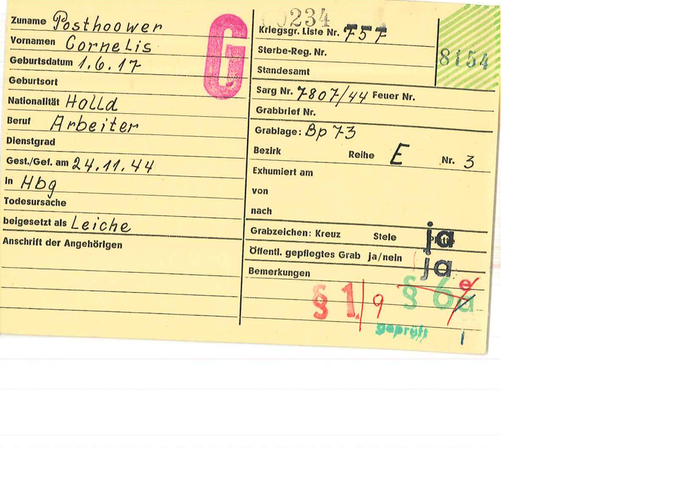 Zuname Posthoower
Vornamen Cornelis
Geburtsdatum 1.6.17
Geburtsort
Nationalität Holld
Beruf Arbeiter
Dienstgrad
Gest./Gef. am 24.11.44
in Hbg
Todesursache
beigesetzt als Leiche
Anschrift der Angehörigen
G
0234
Kriegsgr. Liste Nr. 757
Sterbe-Reg. Nr.
Standesamt
8154
Sarg Nr. 7807/44 Feuer Nr.
Grabbrief Nr.
Grablage: Bp 73
Bezirk Reihe E Nr. 3
Exhumiert am
von
nach
Grabzeichen: Kreuz Stele ja
Öffentl. gepflegtes Grab ja/nein ja
Bemerkungen
§ 1/9 § 6
geprüft